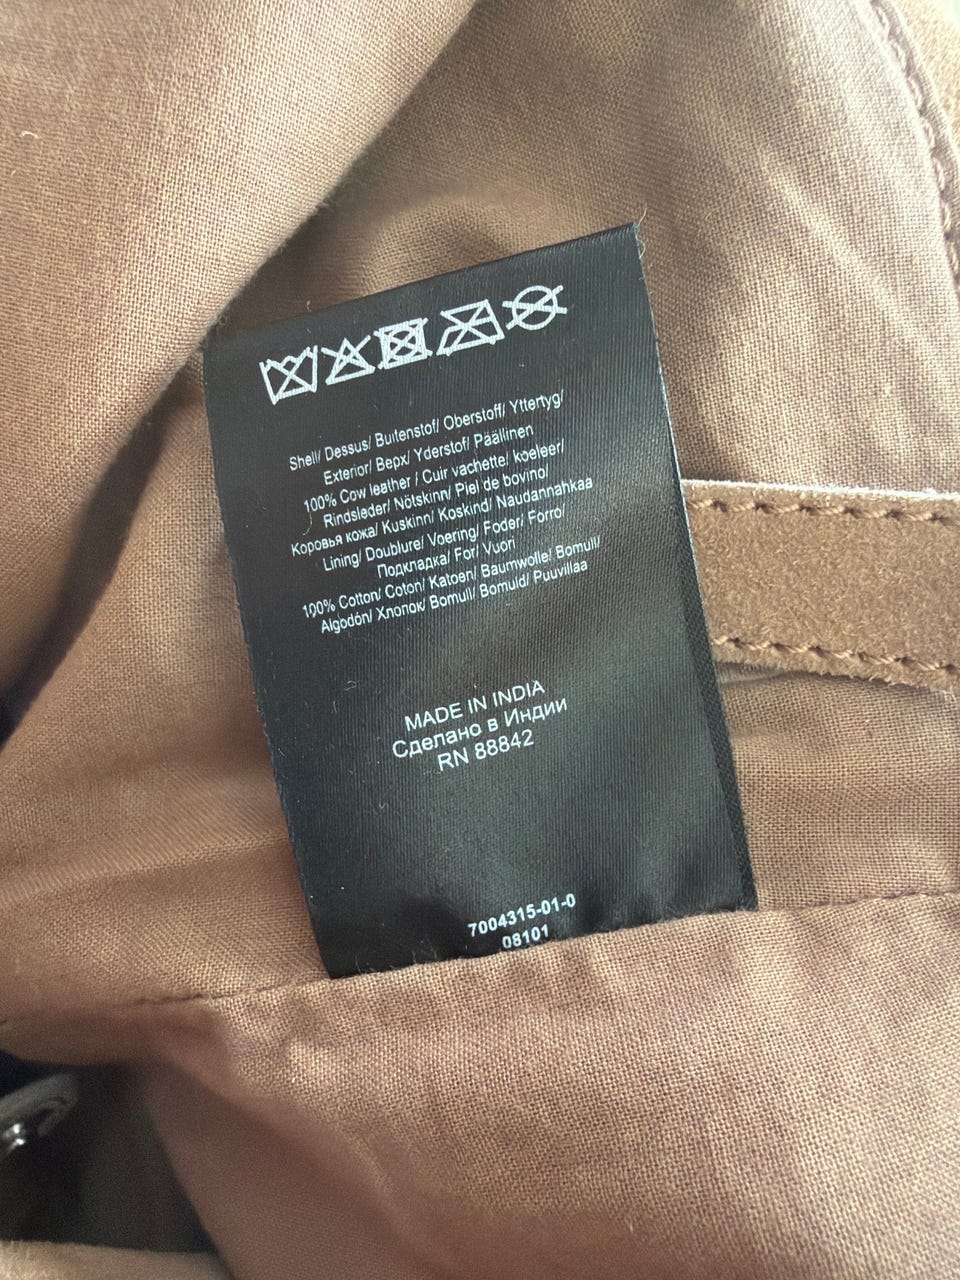 Shell/ Dessus/ Buitenstof/ Oberstoff/ Yttertyg/
Exterior/ Верх/ Yderstof/ Päällinen
100% Cow leather / Cuir vachette/ koeleer/
Rindsleder/ Nötskinn/ Piel de bovino/
Коровья кожа/ Kuskinn/ Koskind/ Naudannahkaa
Lining/ Doublure/ Voering/ Foder/ Forro/
Подкладка/ For/ Vuori
100% Cotton/ Coton/ Katoen/ Baumwolle/ Bomull/
Algodón/ Хлопок/ Bomull/ Bomuld/ Puuvillaa
MADE IN INDIA
Сделано в Индии
RN 88842
7004315-01-0
08101